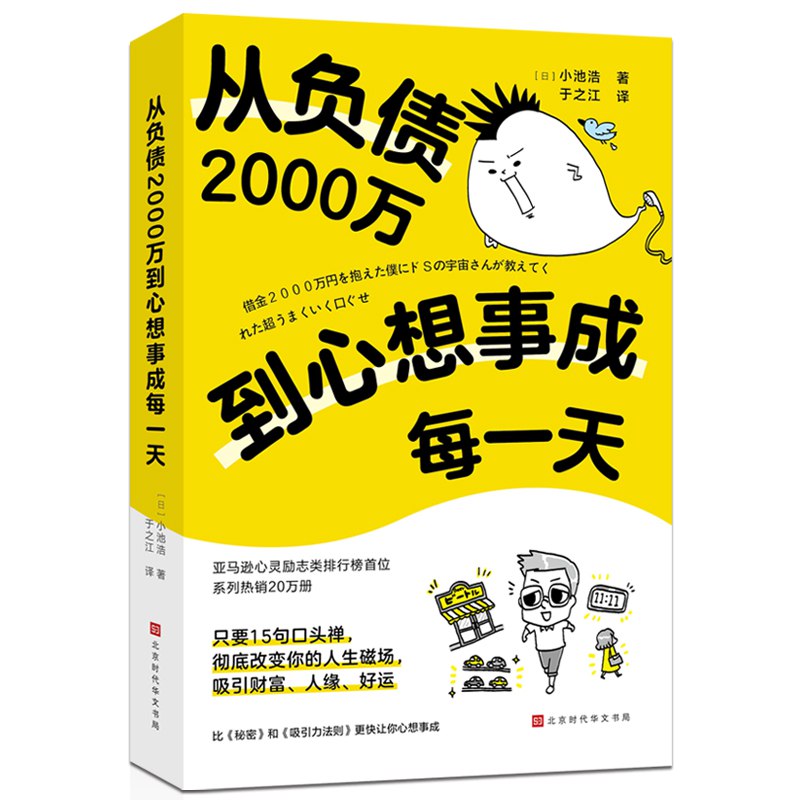 从负债2000万到心想事成每一天
[日]小池浩 著
于之江 译
北京时代华文书局
[日]小池浩 著
于之江 译
从负债
2000万
借金２０００万円を抱えた僕にドＳの宇宙さんが教えてく
れた超うまくいく口ぐせ
到心想事成
每一天
亚马逊心灵励志类排行榜首位
系列热销20万册
只要15句口头禅，
彻底改变你的人生磁场，
吸引财富、人缘、好运
比《秘密》和《吸引力法则》更快让你心想事成
ビートル
11:11
北京时代华文书局